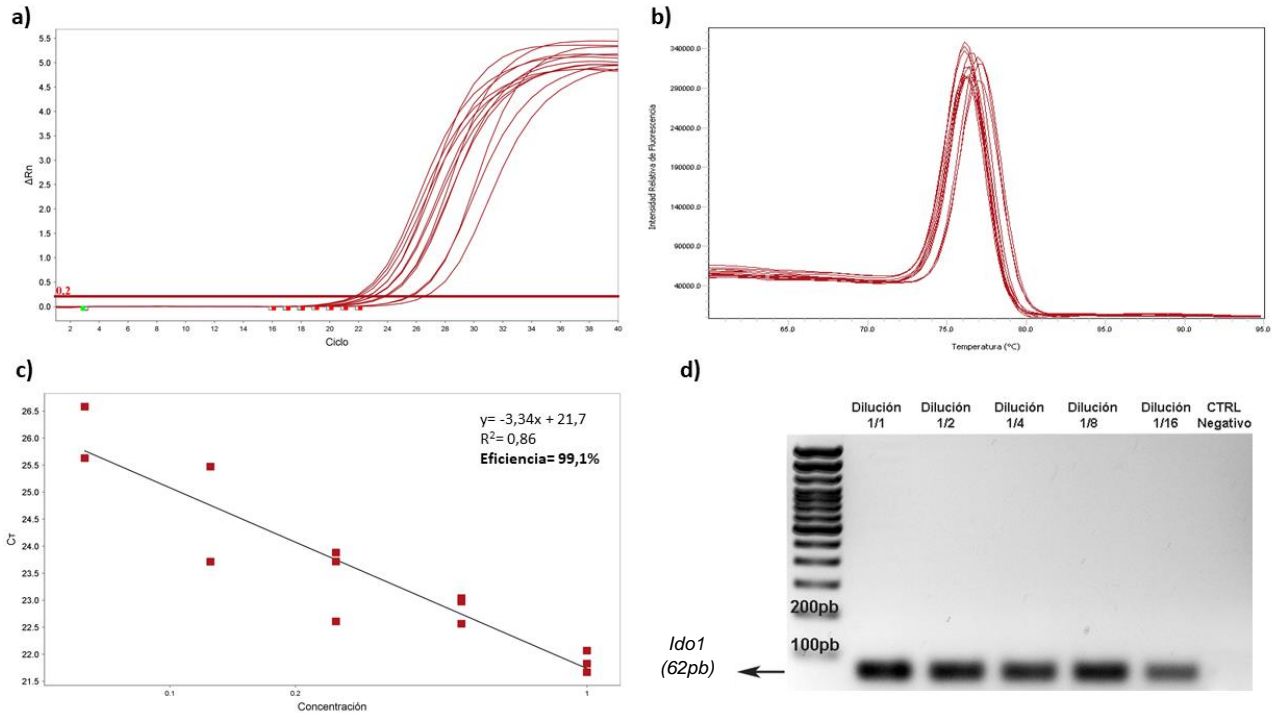 a)
5.5
5.0
4.5
4.0
3.5
3.0
2.5
2.0
1.5
1.0
0.5
0.0
ΔRn
0,2
2 4 6 8 10 12 14 16 18 20 22 24 26 28 30 32 34 36 38 40
Ciclo
b)
340000.0
290000.0
240000.0
190000.0
140000.0
90000.0
40000.0
Intensidad Relativa de Fluorescencia
65.0 70.0 75.0 80.0 85.0 90.0 95.0
Temperatura (°C)
c)
26.5
26.0
25.5
25.0
24.5
24.0
23.5
23.0
22.5
22.0
21.5
CT
y= -3,34x + 21,7
R2= 0,86
Eficiencia= 99,1%
0.1 0.2 1
Concentración
d)
Dilución Dilución Dilución Dilución Dilución CTRL
1/1 1/2 1/4 1/8 1/16 Negativo
200pb
100pb
Ido1
(62pb)